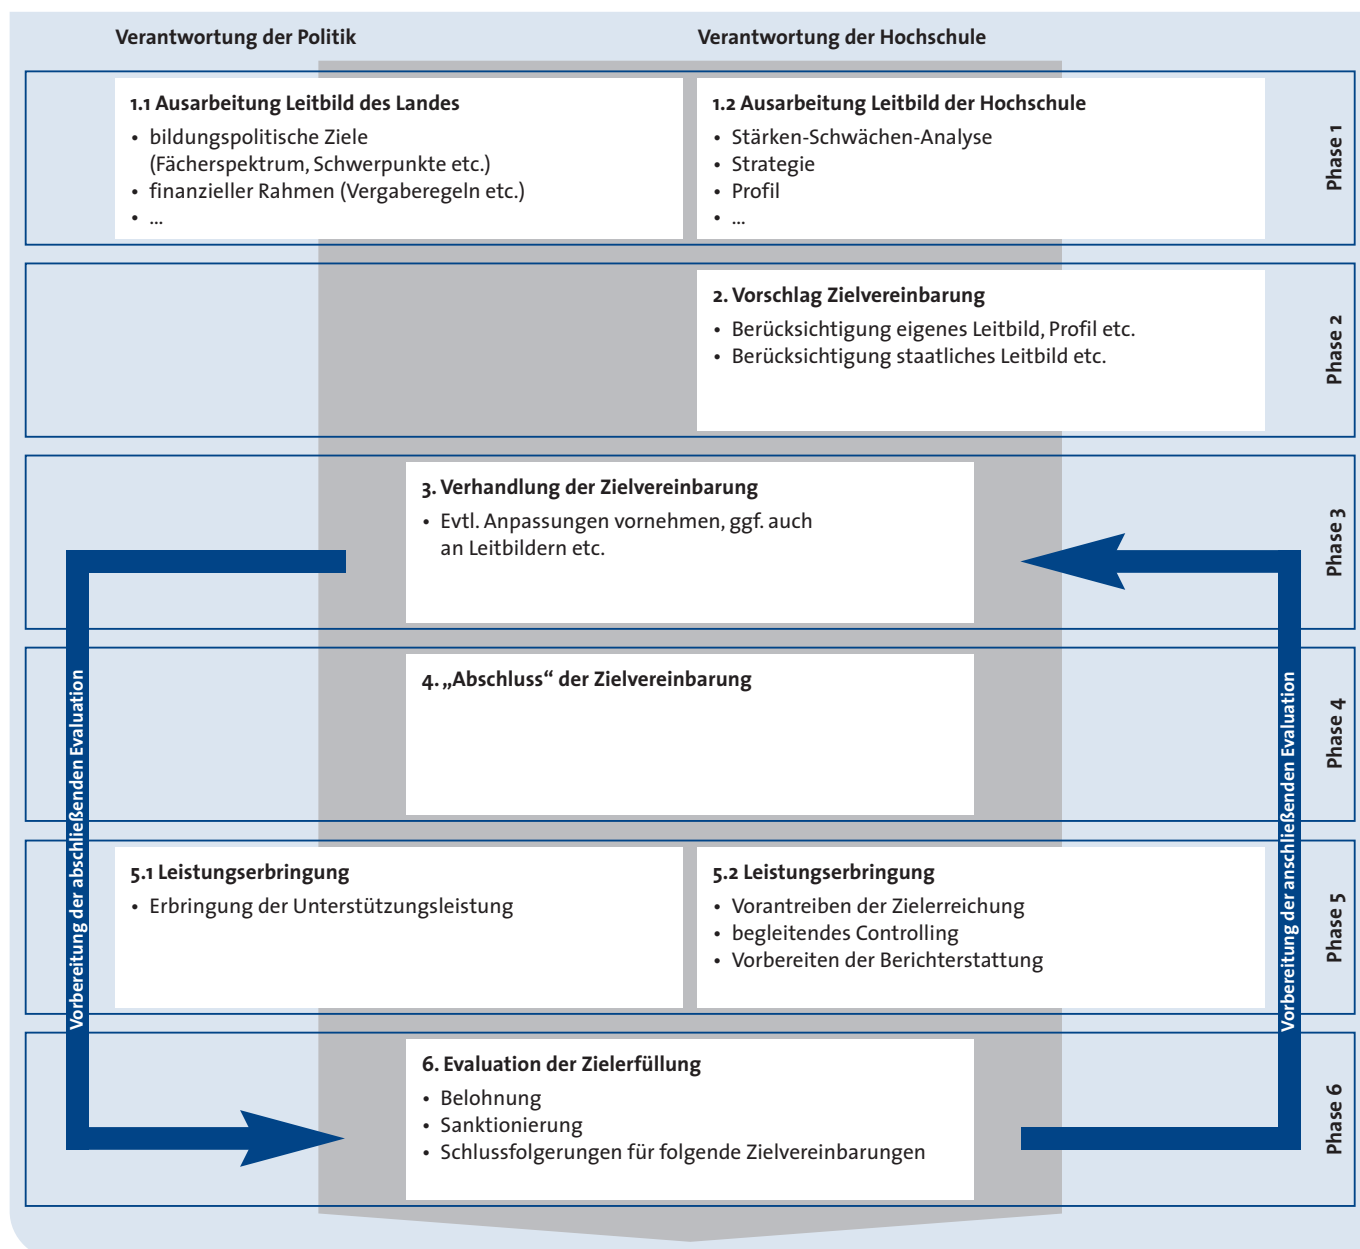 Verantwortung der Politik
Verantwortung der Hochschule
1.1 Ausarbeitung Leitbild des Landes
• bildungspolitische Ziele
(Fächerspektrum, Schwerpunkte etc.)
• finanzieller Rahmen (Vergaberegeln etc.)
• ...
1.2 Ausarbeitung Leitbild der Hochschule
• Stärken-Schwächen-Analyse
• Strategie
• Profil
• ...
Phase 1
2. Vorschlag Zielvereinbarung
• Berücksichtigung eigenes Leitbild, Profil etc.
• Berücksichtigung staatliches Leitbild etc.
Phase 2
3. Verhandlung der Zielvereinbarung
• Evtl. Anpassungen vornehmen, ggf. auch
an Leitbildern etc.
Phase 3
4. „Abschluss“ der Zielvereinbarung
Phase 4
5.1 Leistungserbringung
• Erbringung der Unterstützungsleistung
5.2 Leistungserbringung
• Vorantreiben der Zielerreichung
• begleitendes Controlling
• Vorbereiten der Berichterstattung
Phase 5
6. Evaluation der Zielerfüllung
• Belohnung
• Sanktionierung
• Schlussfolgerungen für folgende Zielvereinbarungen
Phase 6
Vorbereitung der abschließenden Evaluation
Vorbereitung der anschließenden Evaluation